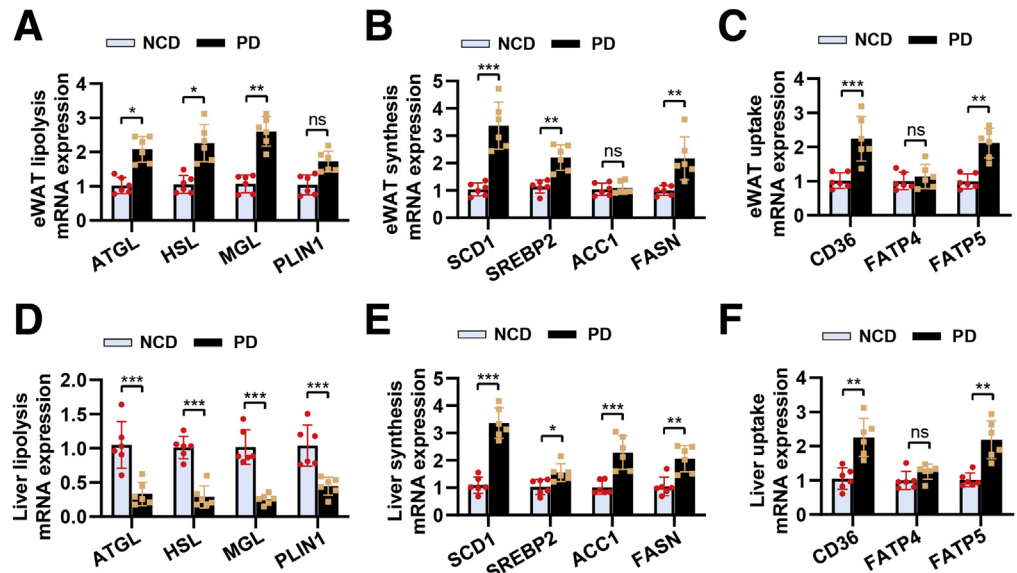 A
NCD PD
eWAT lipolysis
mRNA expression
4
3
2
1
0
* * ** ns
ATGL HSL MGL PLIN1
B
NCD PD
eWAT synthesis
mRNA expression
5
4
3
2
1
0
*** ** ns **
SCD1 SREBP2 ACC1 FASN
C
NCD PD
eWAT uptake
mRNA expression
4
3
2
1
0
*** ns **
CD36 FATP4 FATP5
D
NCD PD
Liver lipolysis
mRNA expression
2.0
1.5
1.0
0.5
0.0
*** *** *** ***
ATGL HSL MGL PLIN1
E
NCD PD
Liver synthesis
mRNA expression
5
4
3
2
1
0
*** * *** **
SCD1 SREBP2 ACC1 FASN
F
NCD PD
Liver uptake
mRNA expression
4
3
2
1
0
** ns **
CD36 FATP4 FATP5